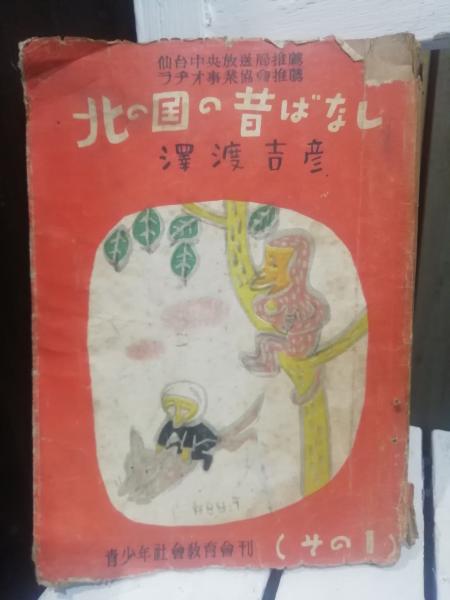 仙台中央放送局推薦
ラヂオ事業協會推薦
北の国の昔ばなし
澤渡吉彦
青少年社會教育會刊
(その1)